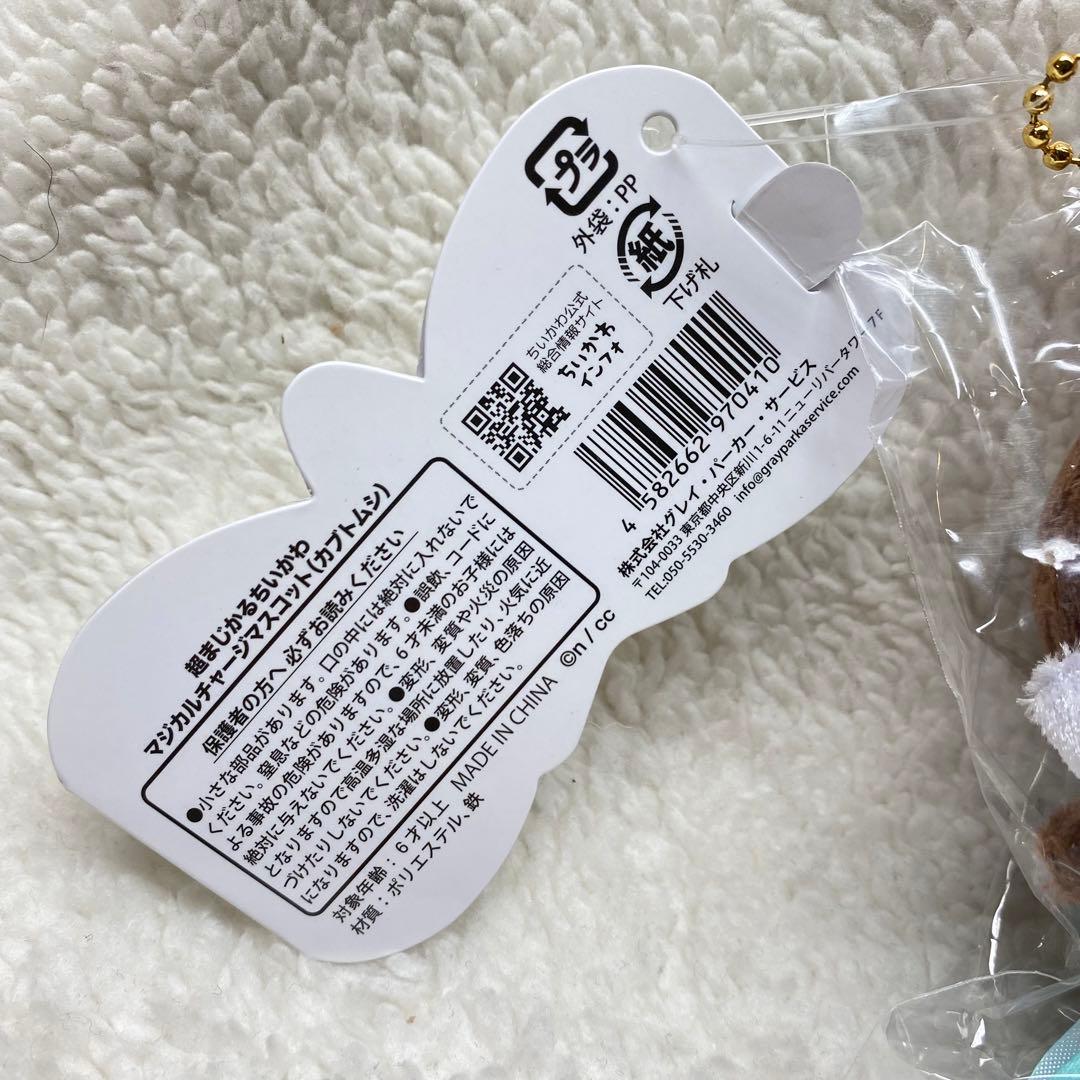 プラ
外袋：PP
紙
下げ札
ちいかわ公式
総合情報サイト
ちいかわ
インフォ
4 582662 970410
株式会社グレイ・パーカー・サービス
〒104-0033 東京都中央区新川1-6-11 ニューリバータワー 7F
TEL-050-5530-3460 info@grayparkaservice.com
超まじかるちいかわ
マジカルチャージマスコット(カブトムシ)
保護者の方へ 必ずお読みください
●小さな部品があります。口の中には絶対に入れないで
ください。窒息などの危険があります。●誤飲、コードに
よる事故の危険がありますので、6才未満のお子様には
絶対に与えないでください。●変形、変質や火災の原因
となりますので高温多湿な場所に放置したり、火気に近
づけたりしないでください。●変形、変質、色落ちの原因
になりますので、洗濯はしないでください。
対象年齢：6才以上 MADE IN CHINA ©n / cc
材質：ポリエステル、鉄